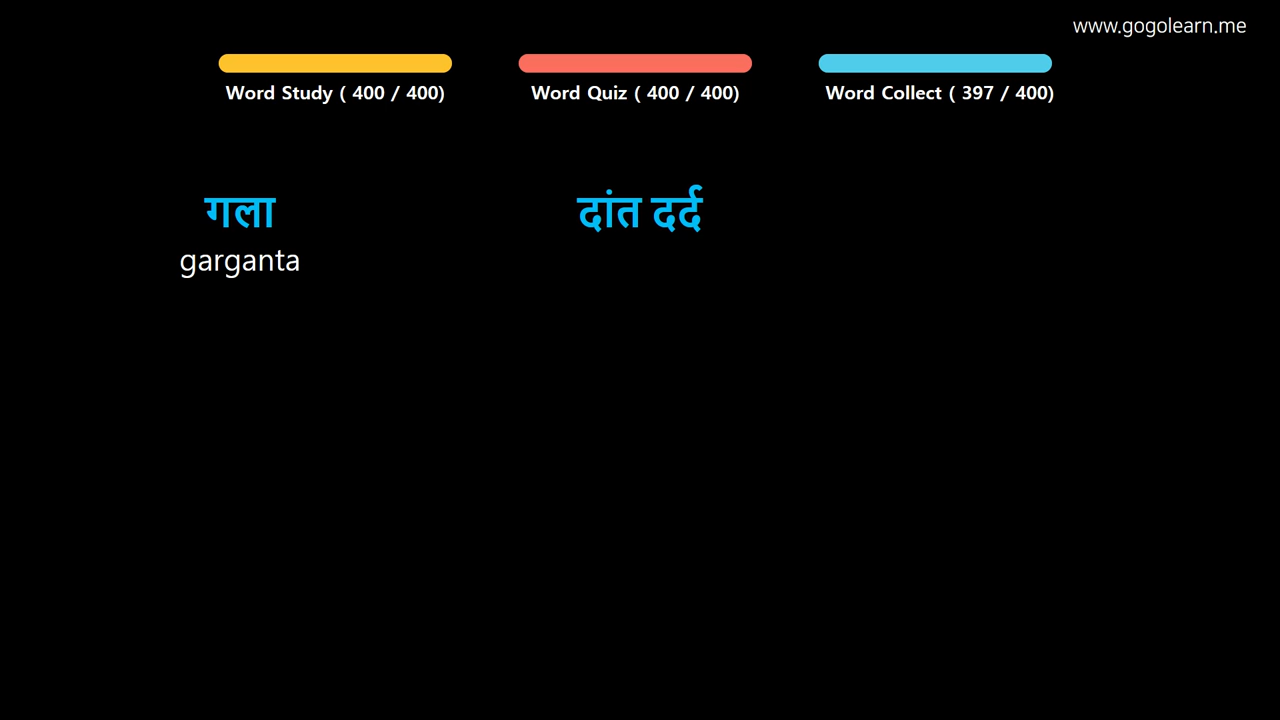 www.gogolearn.me
Word Study ( 400 / 400)
Word Quiz ( 400 / 400)
Word Collect ( 397 / 400)
गला
garganta
दांत दर्द